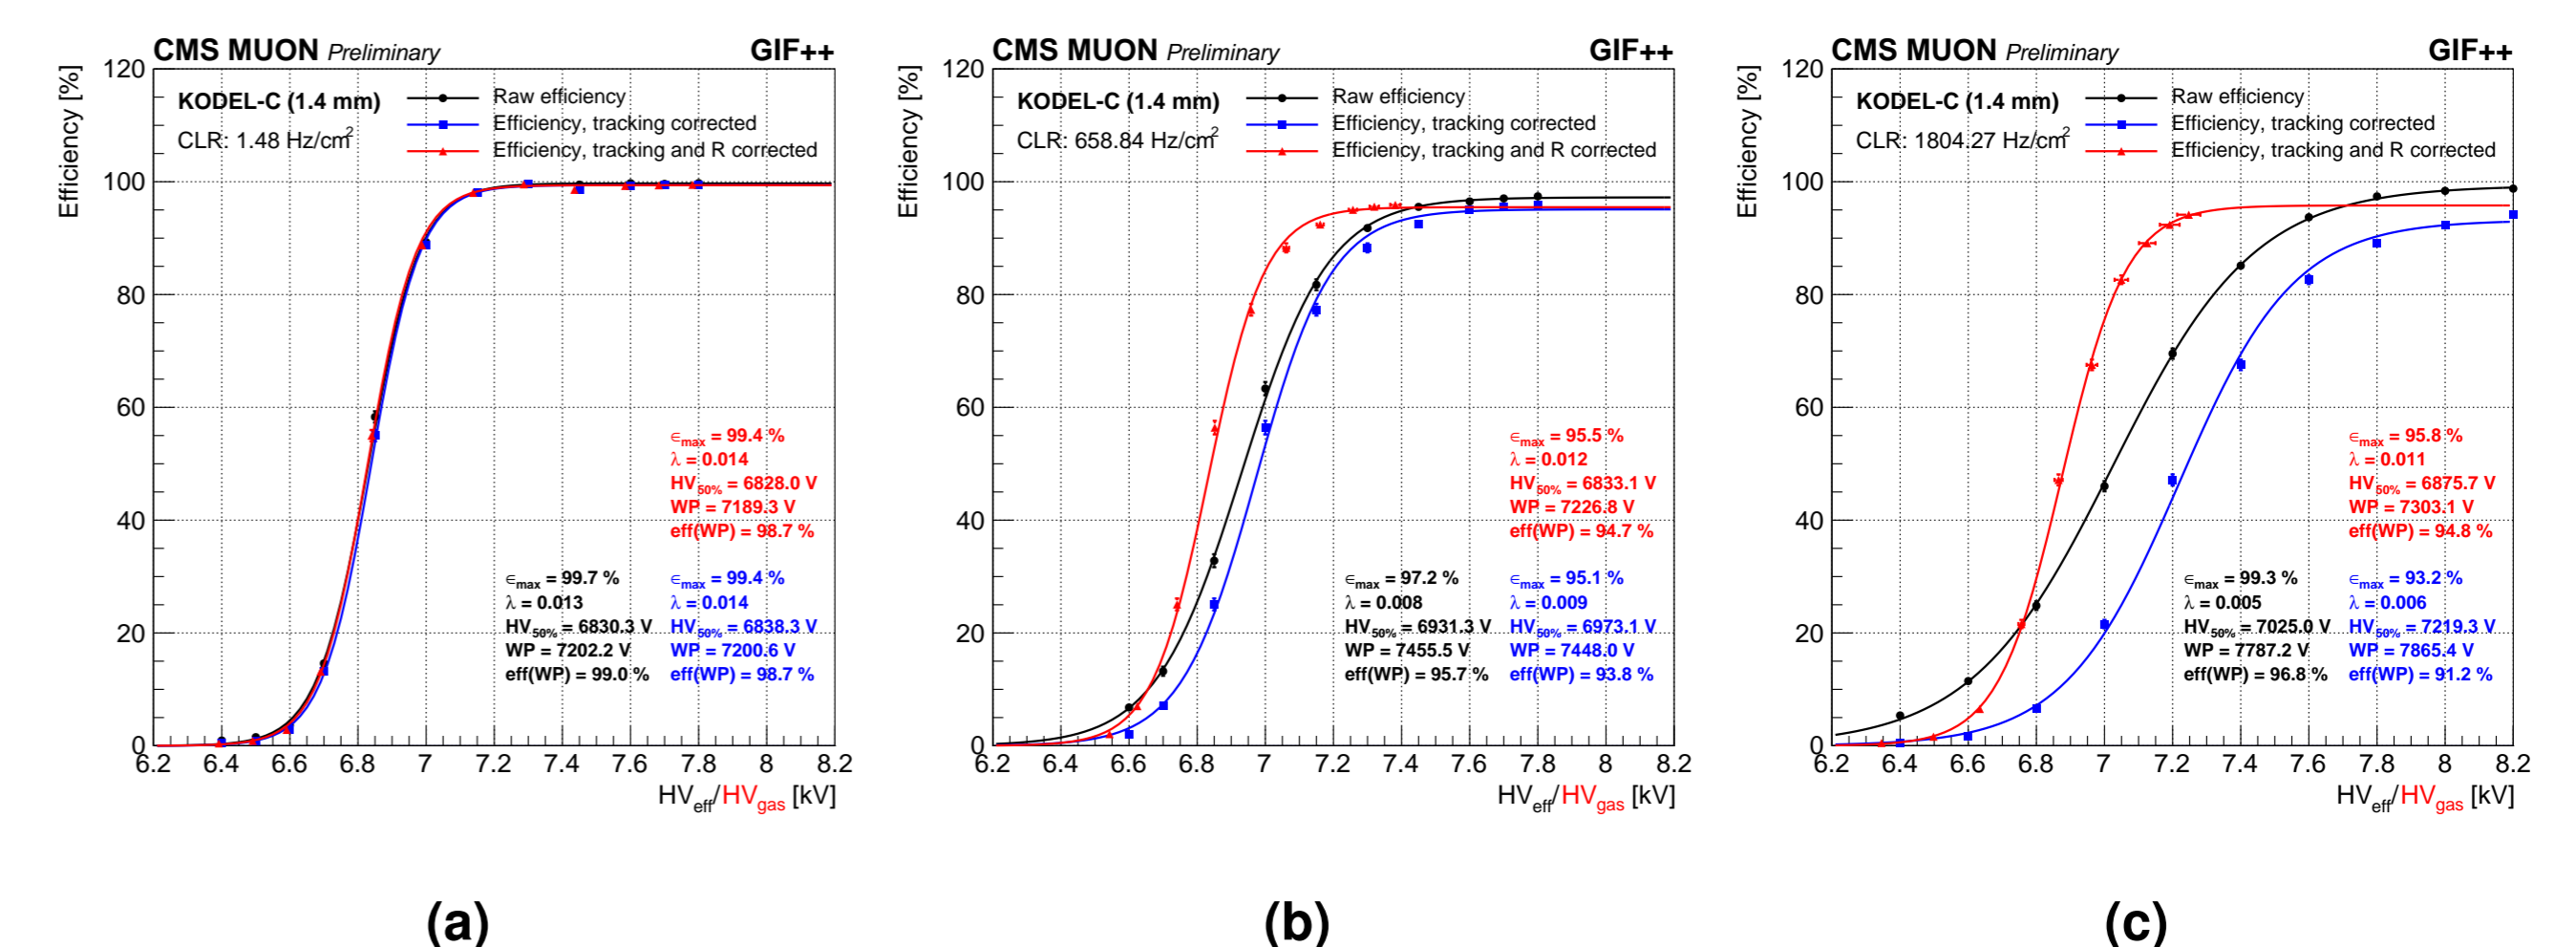 CMS MUON Preliminary GIF++
Efficiency [%]
120
100
80
60
40
20
0
KODEL-C (1.4 mm)
CLR: 1.48 Hz/cm²
Raw efficiency
Efficiency, tracking corrected
Efficiency, tracking and R corrected
∈max = 99.4 %
λ = 0.014
HV50% = 6828.0 V
WP = 7189.3 V
eff(WP) = 98.7 %
∈max = 99.7 %
λ = 0.013
HV50% = 6830.3 V
WP = 7202.2 V
eff(WP) = 99.0 %
∈max = 99.4 %
λ = 0.014
HV50% = 6838.3 V
WP = 7200.6 V
eff(WP) = 98.7 %
6.2 6.4 6.6 6.8 7 7.2 7.4 7.6 7.8 8 8.2
HVeff/HVgas [kV]
(a)
CMS MUON Preliminary GIF++
Efficiency [%]
120
100
80
60
40
20
0
KODEL-C (1.4 mm)
CLR: 658.84 Hz/cm²
Raw efficiency
Efficiency, tracking corrected
Efficiency, tracking and R corrected
∈max = 95.5 %
λ = 0.012
HV50% = 6833.1 V
WP = 7226.8 V
eff(WP) = 94.7 %
∈max = 97.2 %
λ = 0.008
HV50% = 6931.3 V
WP = 7455.5 V
eff(WP) = 95.7 %
∈max = 95.1 %
λ = 0.009
HV50% = 6973.1 V
WP = 7448.0 V
eff(WP) = 93.8 %
6.2 6.4 6.6 6.8 7 7.2 7.4 7.6 7.8 8 8.2
HVeff/HVgas [kV]
(b)
CMS MUON Preliminary GIF++
Efficiency [%]
120
100
80
60
40
20
0
KODEL-C (1.4 mm)
CLR: 1804.27 Hz/cm²
Raw efficiency
Efficiency, tracking corrected
Efficiency, tracking and R corrected
∈max = 95.8 %
λ = 0.011
HV50% = 6875.7 V
WP = 7303.1 V
eff(WP) = 94.8 %
∈max = 99.3 %
λ = 0.005
HV50% = 7025.0 V
WP = 7787.2 V
eff(WP) = 96.8 %
∈max = 93.2 %
λ = 0.006
HV50% = 7219.3 V
WP = 7865.4 V
eff(WP) = 91.2 %
6.2 6.4 6.6 6.8 7 7.2 7.4 7.6 7.8 8 8.2
HVeff/HVgas [kV]
(c)